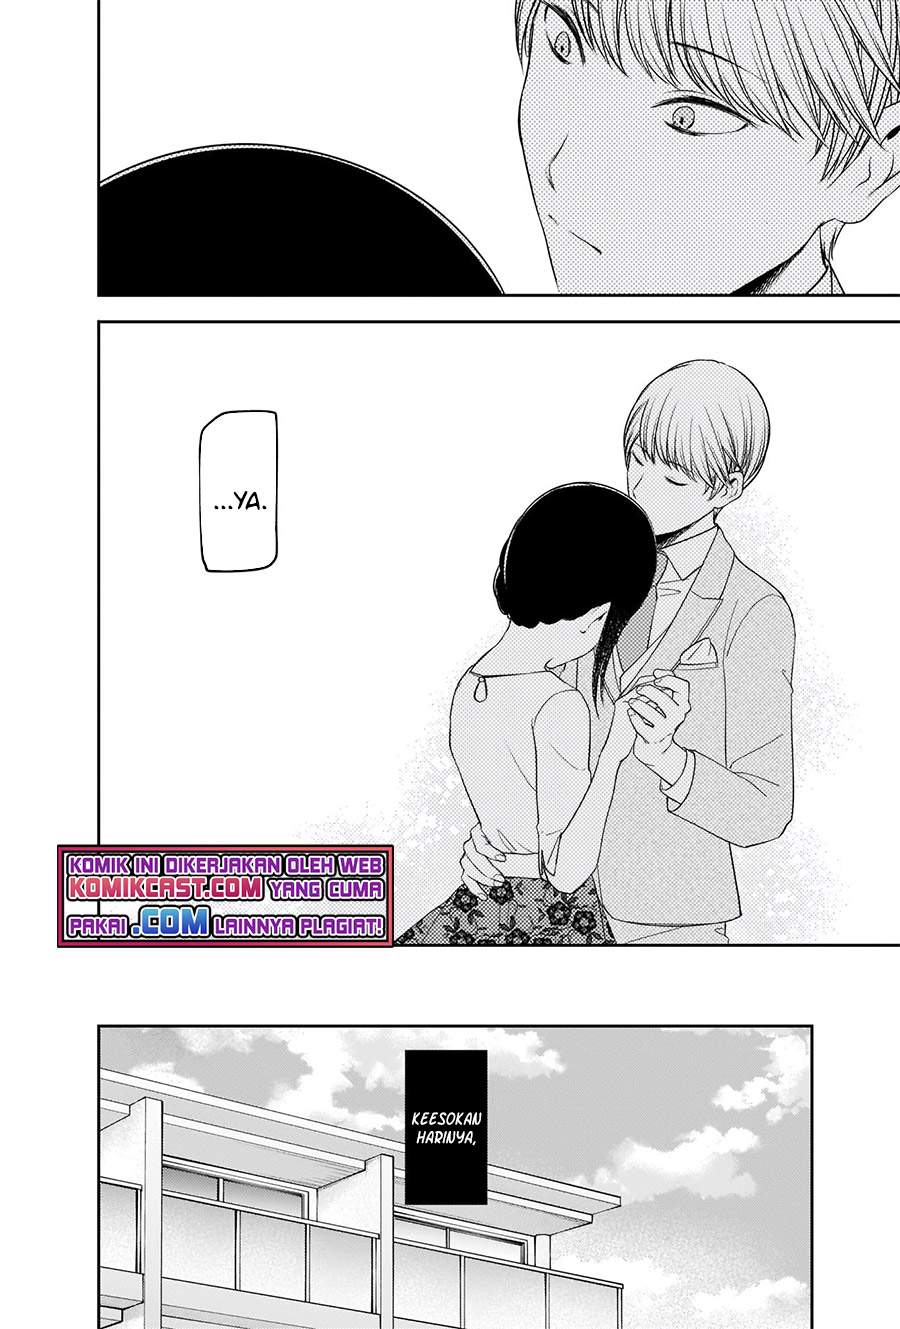 ...YA.
KOMIK INI DIKERJAKAN OLEH WEB
KOMIKCAST.COM YANG CUMA
PAKAI .COM LAINNYA PLAGIAT!
KEESOKAN
HARINYA,